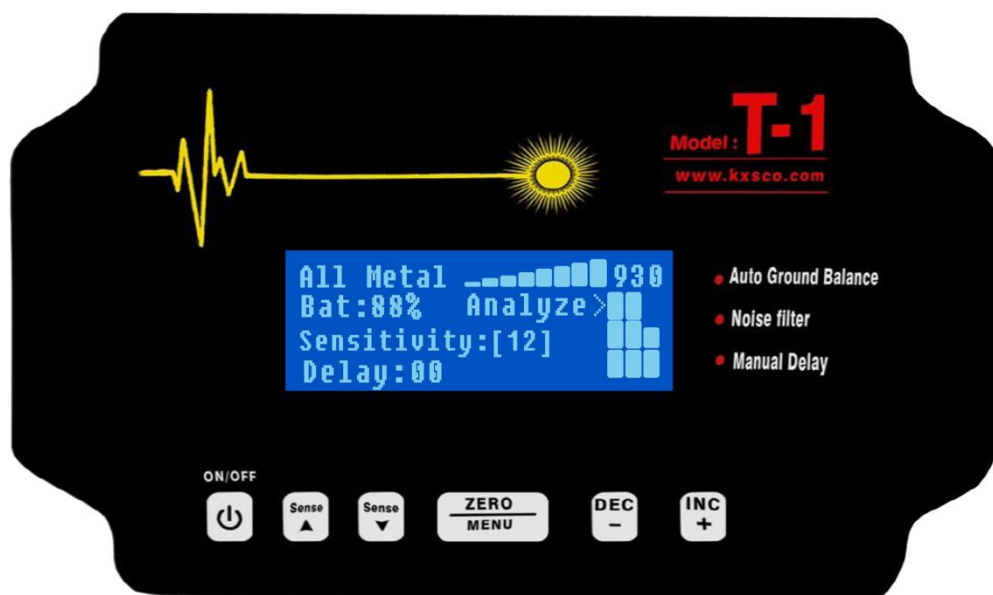 Model : T-1
www.kxsco.com
All Metal 930
Bat:88% Analyze>
Sensitivity:[12]
Delay:00
Auto Ground Balance
Noise filter
Manual Delay
ON/OFF
Sense
Sense
ZERO
MENU
DEC
-
INC
+